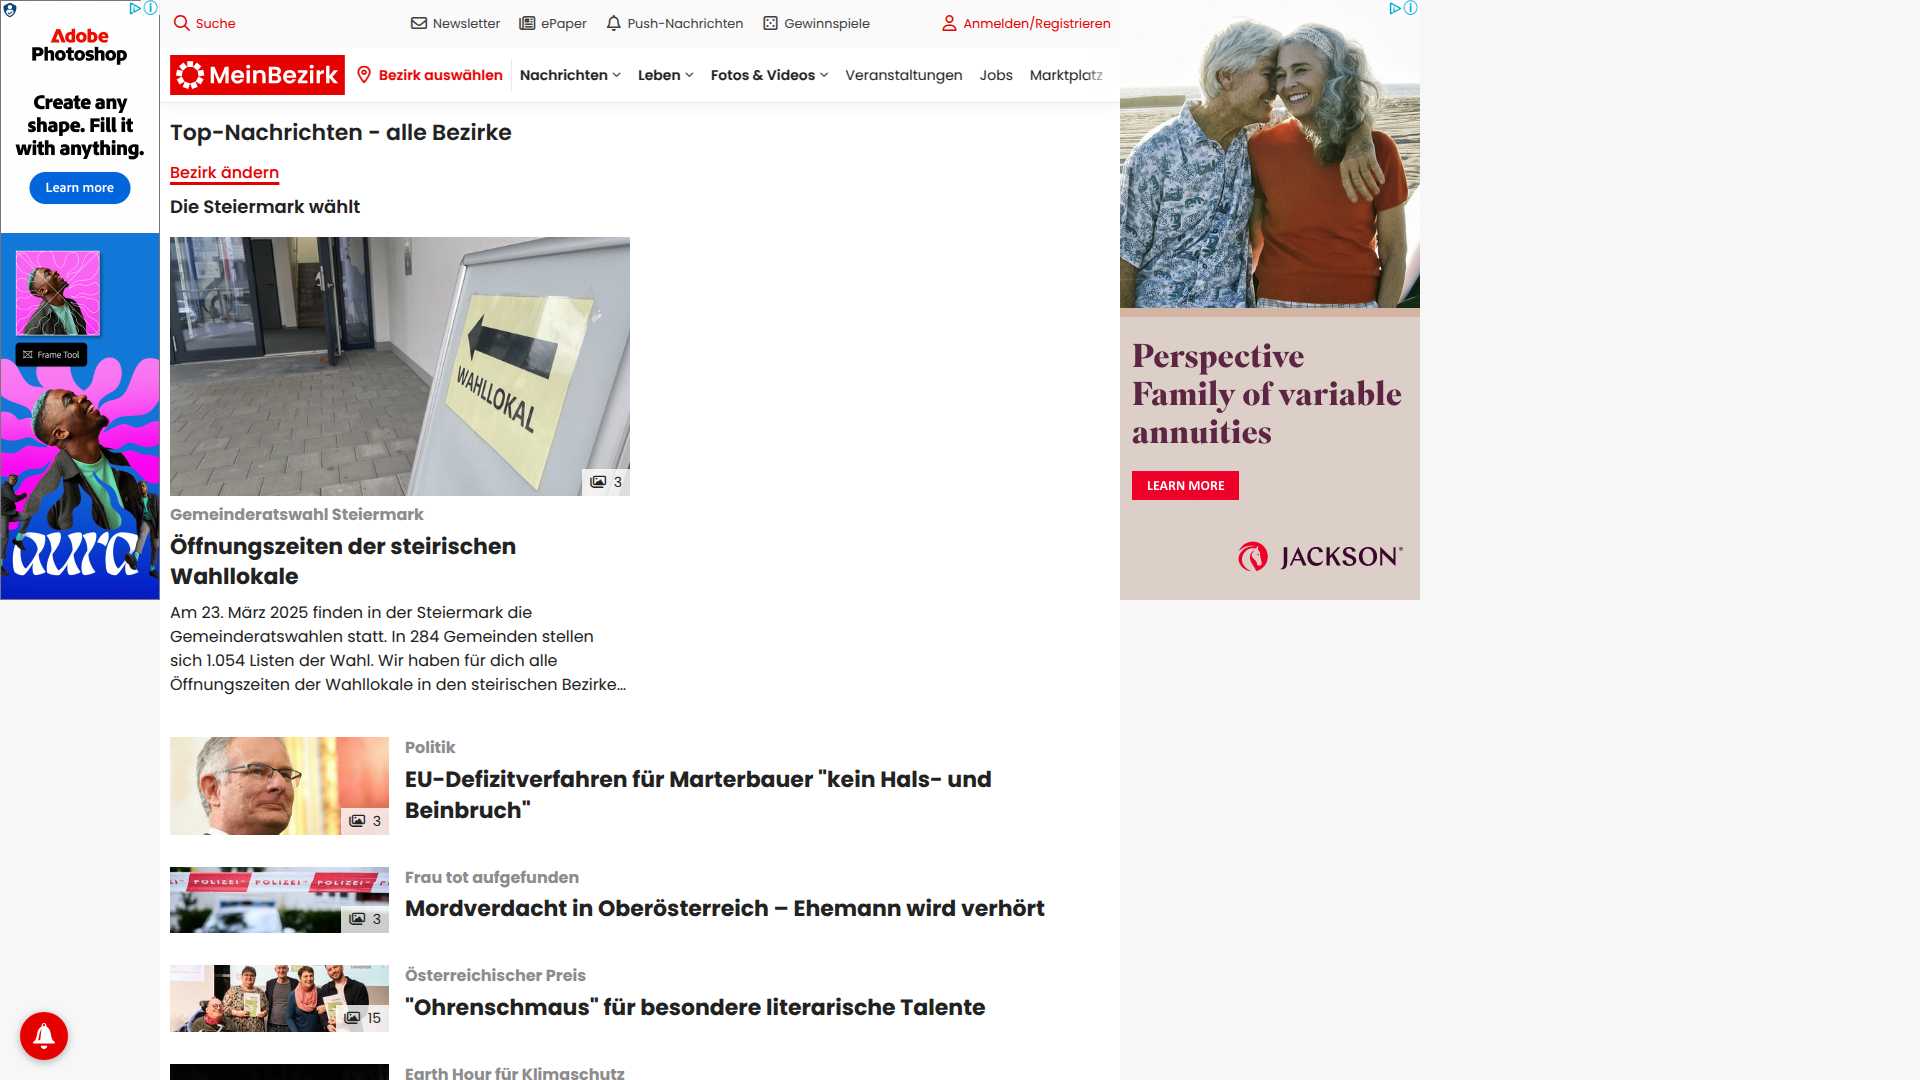 Suche
Newsletter
ePaper
Push-Nachrichten
Gewinnspiele
Anmelden/Registrieren
MeinBezirk
Bezirk auswählen
Nachrichten
Leben
Fotos & Videos
Veranstaltungen
Jobs
Marktplatz
Adobe
Photoshop
Create any
shape. Fill it
with anything.
Learn more
Frame Tool
aura
Top-Nachrichten - alle Bezirke
Bezirk ändern
Die Steiermark wählt
WAHLLOKAL
3
Gemeinderatswahl Steiermark
Öffnungszeiten der steirischen
Wahllokale
Am 23. März 2025 finden in der Steiermark die
Gemeinderatswahlen statt. In 284 Gemeinden stellen
sich 1.054 Listen der Wahl. Wir haben für dich alle
Öffnungszeiten der Wahllokale in den steirischen Bezirke...
3
Politik
EU-Defizitverfahren für Marterbauer "kein Hals- und
Beinbruch"
POLIZEI POLIZEI
3
Frau tot aufgefunden
Mordverdacht in Oberösterreich – Ehemann wird verhört
15
Österreichischer Preis
"Ohrenschmaus" für besondere literarische Talente
Earth Hour für Klimaschutz
Perspective
Family of variable
annuities
LEARN MORE
JACKSON®